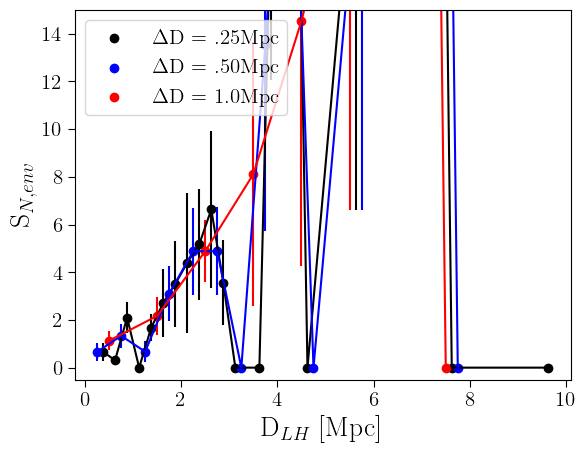 ΔD = .25Mpc
ΔD = .50Mpc
ΔD = 1.0Mpc
14
12
10
8
6
4
2
0
S_{N,env}
0 2 4 6 8 10
D_{LH} [Mpc]